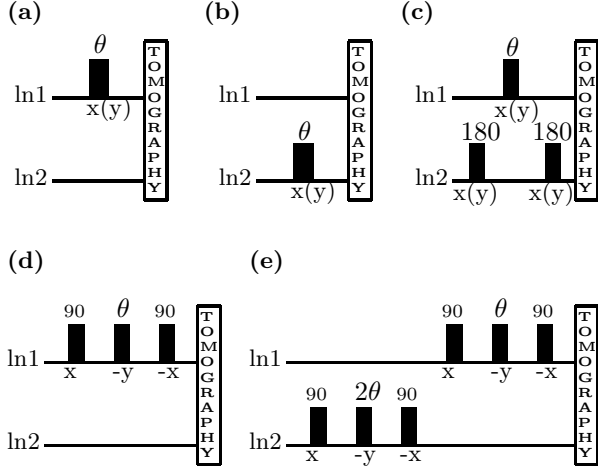 (a)
θ
ln1
x(y)
ln2
TOMOGRAPHY
(b)
ln1
θ
ln2
x(y)
TOMOGRAPHY
(c)
θ
ln1
x(y)
180 180
ln2
x(y) x(y)
TOMOGRAPHY
(d)
90 θ 90
ln1
x -y -x
ln2
TOMOGRAPHY
(e)
90 θ 90
ln1
x -y -x
90 2θ 90
ln2
x -y -x
TOMOGRAPHY